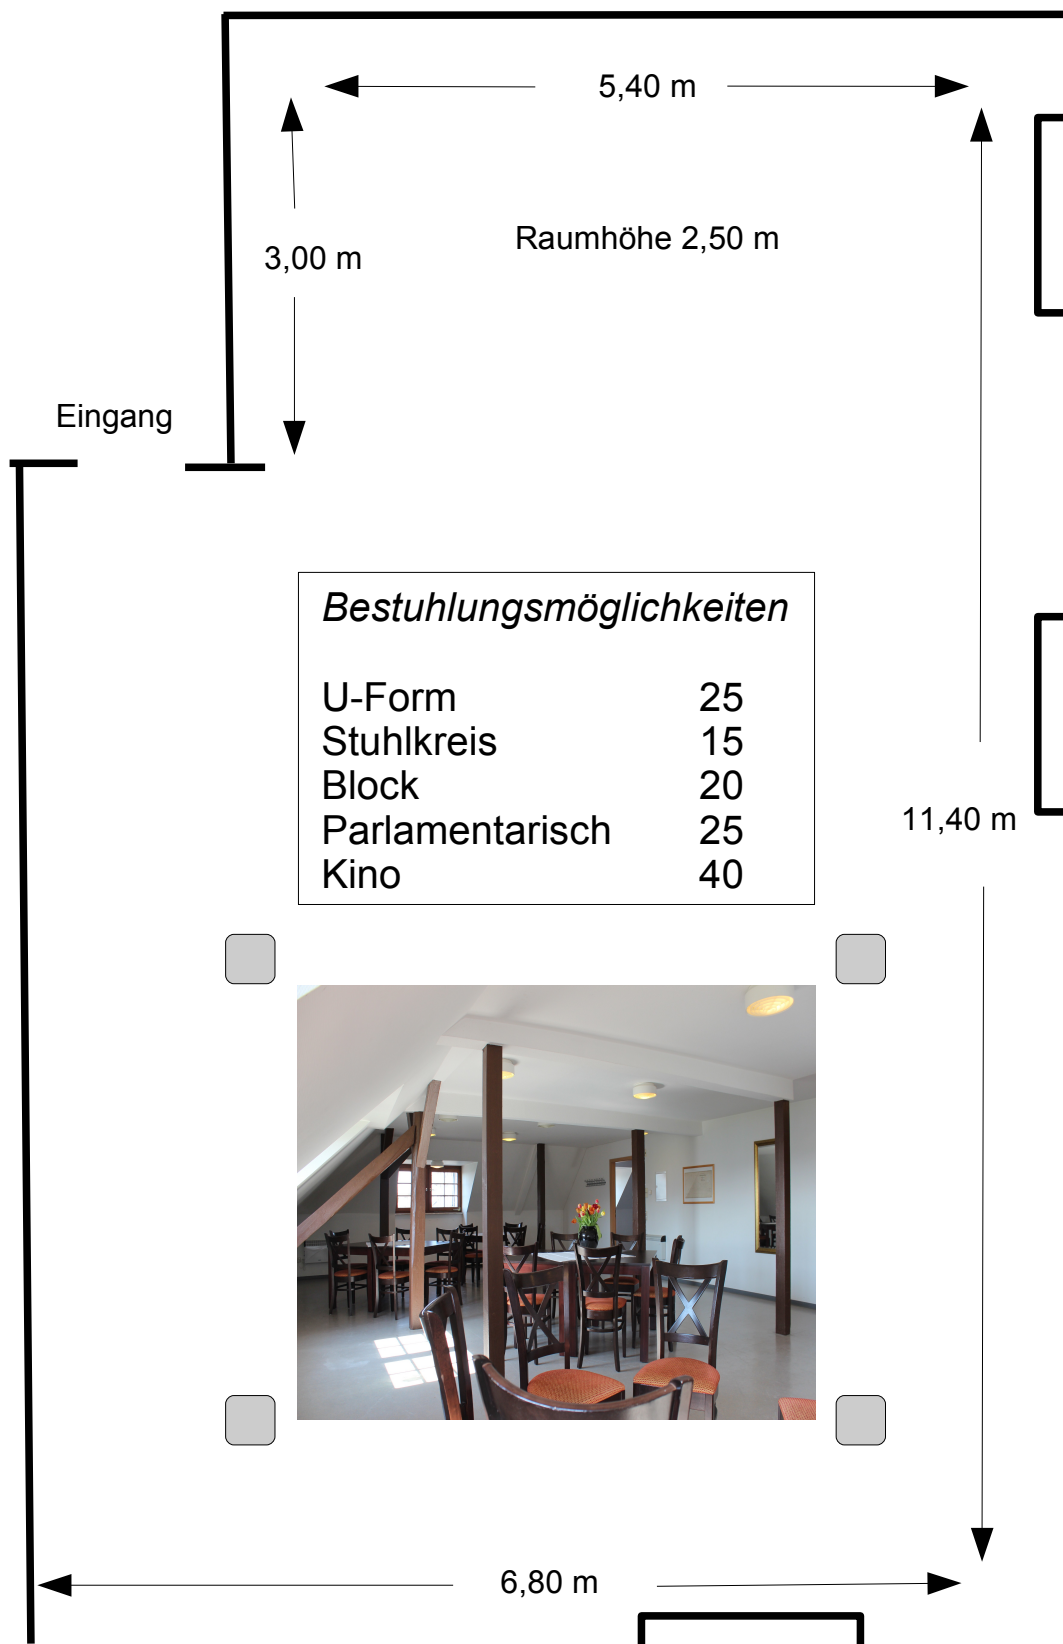 5,40 m
Raumhöhe 2,50 m
3,00 m
Eingang
Bestuhlungsmöglichkeiten
U-Form 25
Stuhlkreis 15
Block 20
Parlamentarisch 25
Kino 40
11,40 m
6,80 m